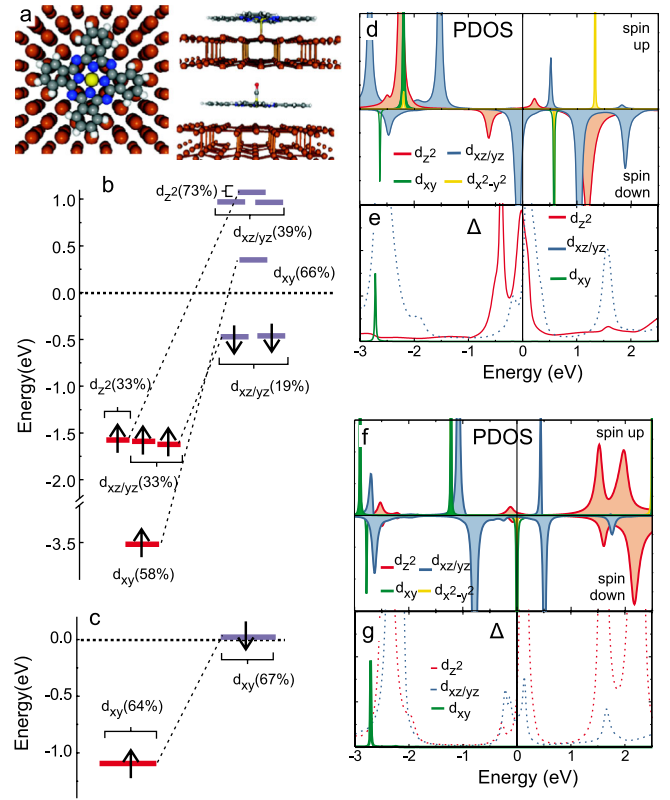 a
b
Energy(eV)
1.0
0.5
0.0
-0.5
-1.0
-1.5
-2.0
-3.5
dz2(73%)
dxz/yz(39%)
dxy(66%)
dxz/yz(19%)
dz2(33%)
dxz/yz(33%)
dxy(58%)
c
Energy(eV)
0.0
-0.5
-1.0
dxy(64%)
dxy(67%)
d
PDOS
spin up
dz2
dxz/yz
dxy
dx2-y2
spin down
e
Δ
dz2
dxz/yz
dxy
-3
-2
-1
0
1
2
Energy (eV)
f
PDOS
spin up
dz2
dxz/yz
dxy
dx2-y2
spin down
g
Δ
dz2
dxz/yz
dxy
-3
-2
-1
0
1
2
Energy (eV)